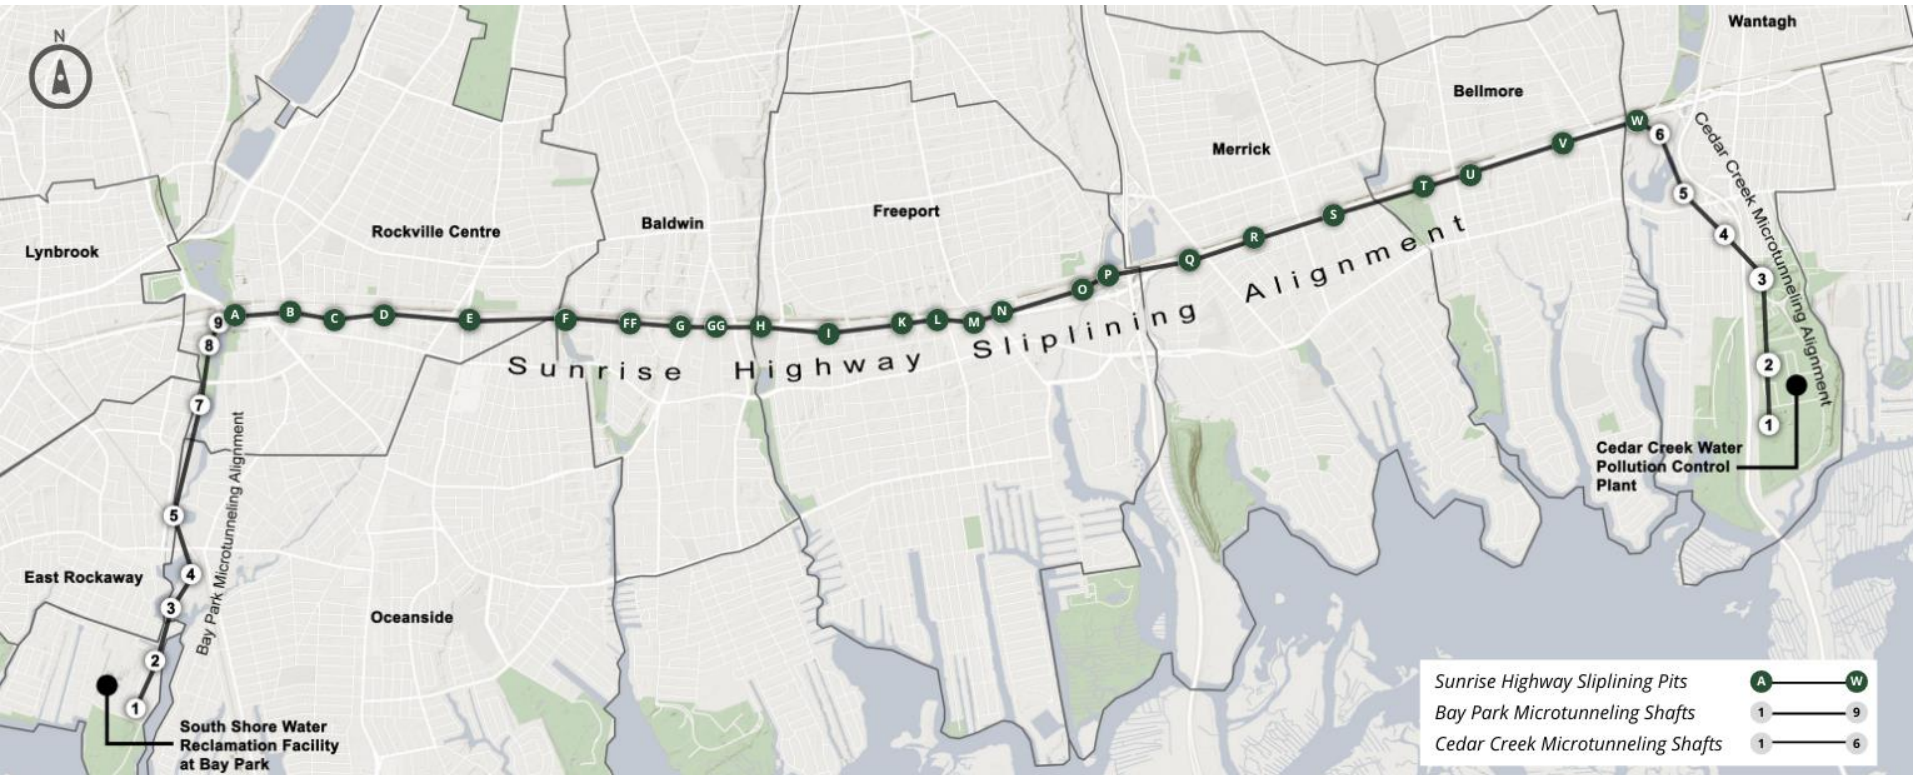 N
Wantagh
Bellmore
Merrick
Freeport
Baldwin
Rockville Centre
Lynbrook
East Rockaway
Oceanside
A
B
C
D
E
F
FF
G
GG
H
I
K
L
M
N
O
P
Q
R
S
T
U
V
W
Sunrise Highway Sliplining Alignment
9
8
7
5
4
3
2
1
Bay Park Microtunneling Alignment
South Shore Water
Reclamation Facility
at Bay Park
6
5
4
3
2
1
Cedar Creek Microtunneling Alignment
Cedar Creek Water
Pollution Control
Plant
Sunrise Highway Sliplining Pits A W
Bay Park Microtunneling Shafts 1 9
Cedar Creek Microtunneling Shafts 1 6